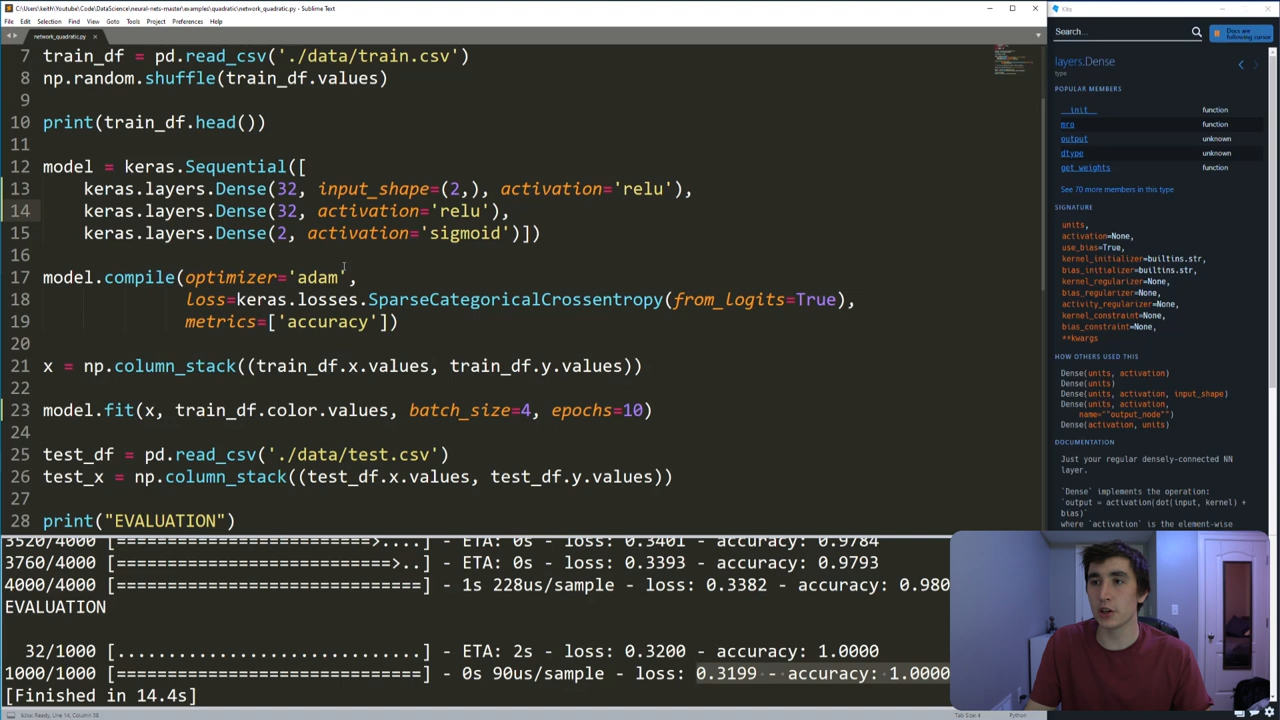 C:\Users\keith\Youtube\Code\DataScience\neural-nets-master\examples\quadratic\network_quadratic.py - Sublime Text
File Edit Selection Find View Goto Tools Project Preferences Help
network_quadratic.py
7 train_df = pd.read_csv('./data/train.csv')
8 np.random.shuffle(train_df.values)
9
10 print(train_df.head())
11
12 model = keras.Sequential([
13 keras.layers.Dense(32, input_shape=(2,), activation='relu'),
14 keras.layers.Dense(32, activation='relu'),
15 keras.layers.Dense(2, activation='sigmoid')])
16
17 model.compile(optimizer='adam',
18 loss=keras.losses.SparseCategoricalCrossentropy(from_logits=True),
19 metrics=['accuracy'])
20
21 x = np.column_stack((train_df.x.values, train_df.y.values))
22
23 model.fit(x, train_df.color.values, batch_size=4, epochs=10)
24
25 test_df = pd.read_csv('./data/test.csv')
26 test_x = np.column_stack((test_df.x.values, test_df.y.values))
27
28 print("EVALUATION")
3520/4000 [==========================>....] - ETA: 0s - loss: 0.3401 - accuracy: 0.9784
3760/4000 [============================>..] - ETA: 0s - loss: 0.3393 - accuracy: 0.9793
4000/4000 [==============================] - 1s 228us/sample - loss: 0.3382 - accuracy: 0.980
EVALUATION
32/1000 [..............................] - ETA: 2s - loss: 0.3200 - accuracy: 1.0000
1000/1000 [==============================] - 0s 90us/sample - loss: 0.3199 - accuracy: 1.0000
[Finished in 14.4s]
Line 14, Column 38
Tab Size: 4 Python
Kite
Search...
Docs are
following cursor
layers.Dense
type
POPULAR MEMBERS
__init__ function
mro function
output unknown
dtype unknown
get_weights function
See 70 more members in this type
SIGNATURE
units,
activation=None,
use_bias=True,
kernel_initializer=builtins.str,
bias_initializer=builtins.str,
kernel_regularizer=None,
bias_regularizer=None,
activity_regularizer=None,
kernel_constraint=None,
bias_constraint=None,
**kwargs
HOW OTHERS USED THIS
Dense(units, activation)
Dense(units)
Dense(units, activation, input_shape)
Dense(units, activation,
name=""output_node"")
Dense(activation, units)
DOCUMENTATION
Just your regular densely-connected NN
layer.
`Dense` implements the operation:
`output = activation(dot(input, kernel) +
bias)`
where `activation` is the element-wise